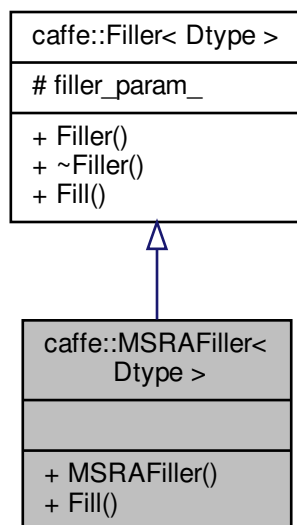 caffe::Filler< Dtype >
# filler_param_
+ Filler()
+ ~Filler()
+ Fill()
caffe::MSRAFiller<
Dtype >
+ MSRAFiller()
+ Fill()